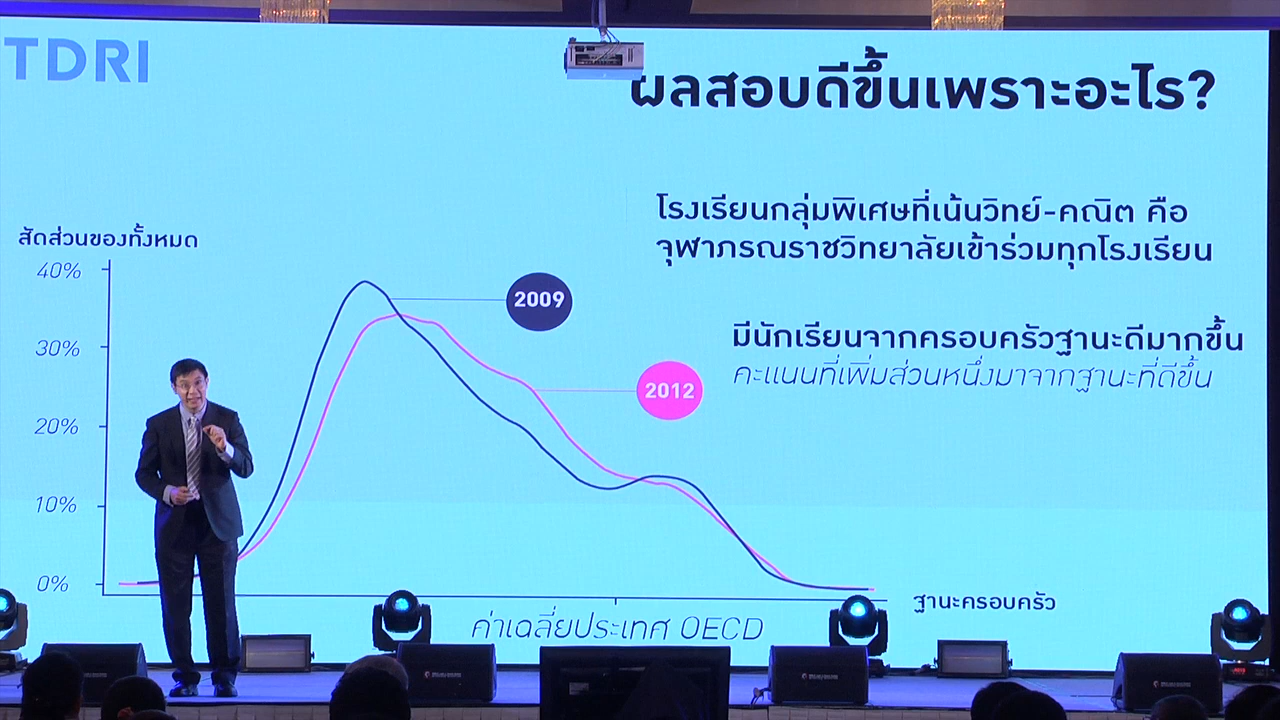 TDRI
ผลสอบดีขึ้นเพราะอะไร?
โรงเรียนกลุ่มพิเศษที่เน้นวิทย์-คณิต คือ
จุฬาภรณราชวิทยาลัยเข้าร่วมทุกโรงเรียน
สัดส่วนของทั้งหมด
40%
30%
20%
10%
0%
2009
2012
มีนักเรียนจากครอบครัวฐานะดีมากขึ้น
คะแนนที่เพิ่มส่วนหนึ่งมาจากฐานะที่ดีขึ้น
ฐานะครอบครัว
ค่าเฉลี่ยประเทศ OECD